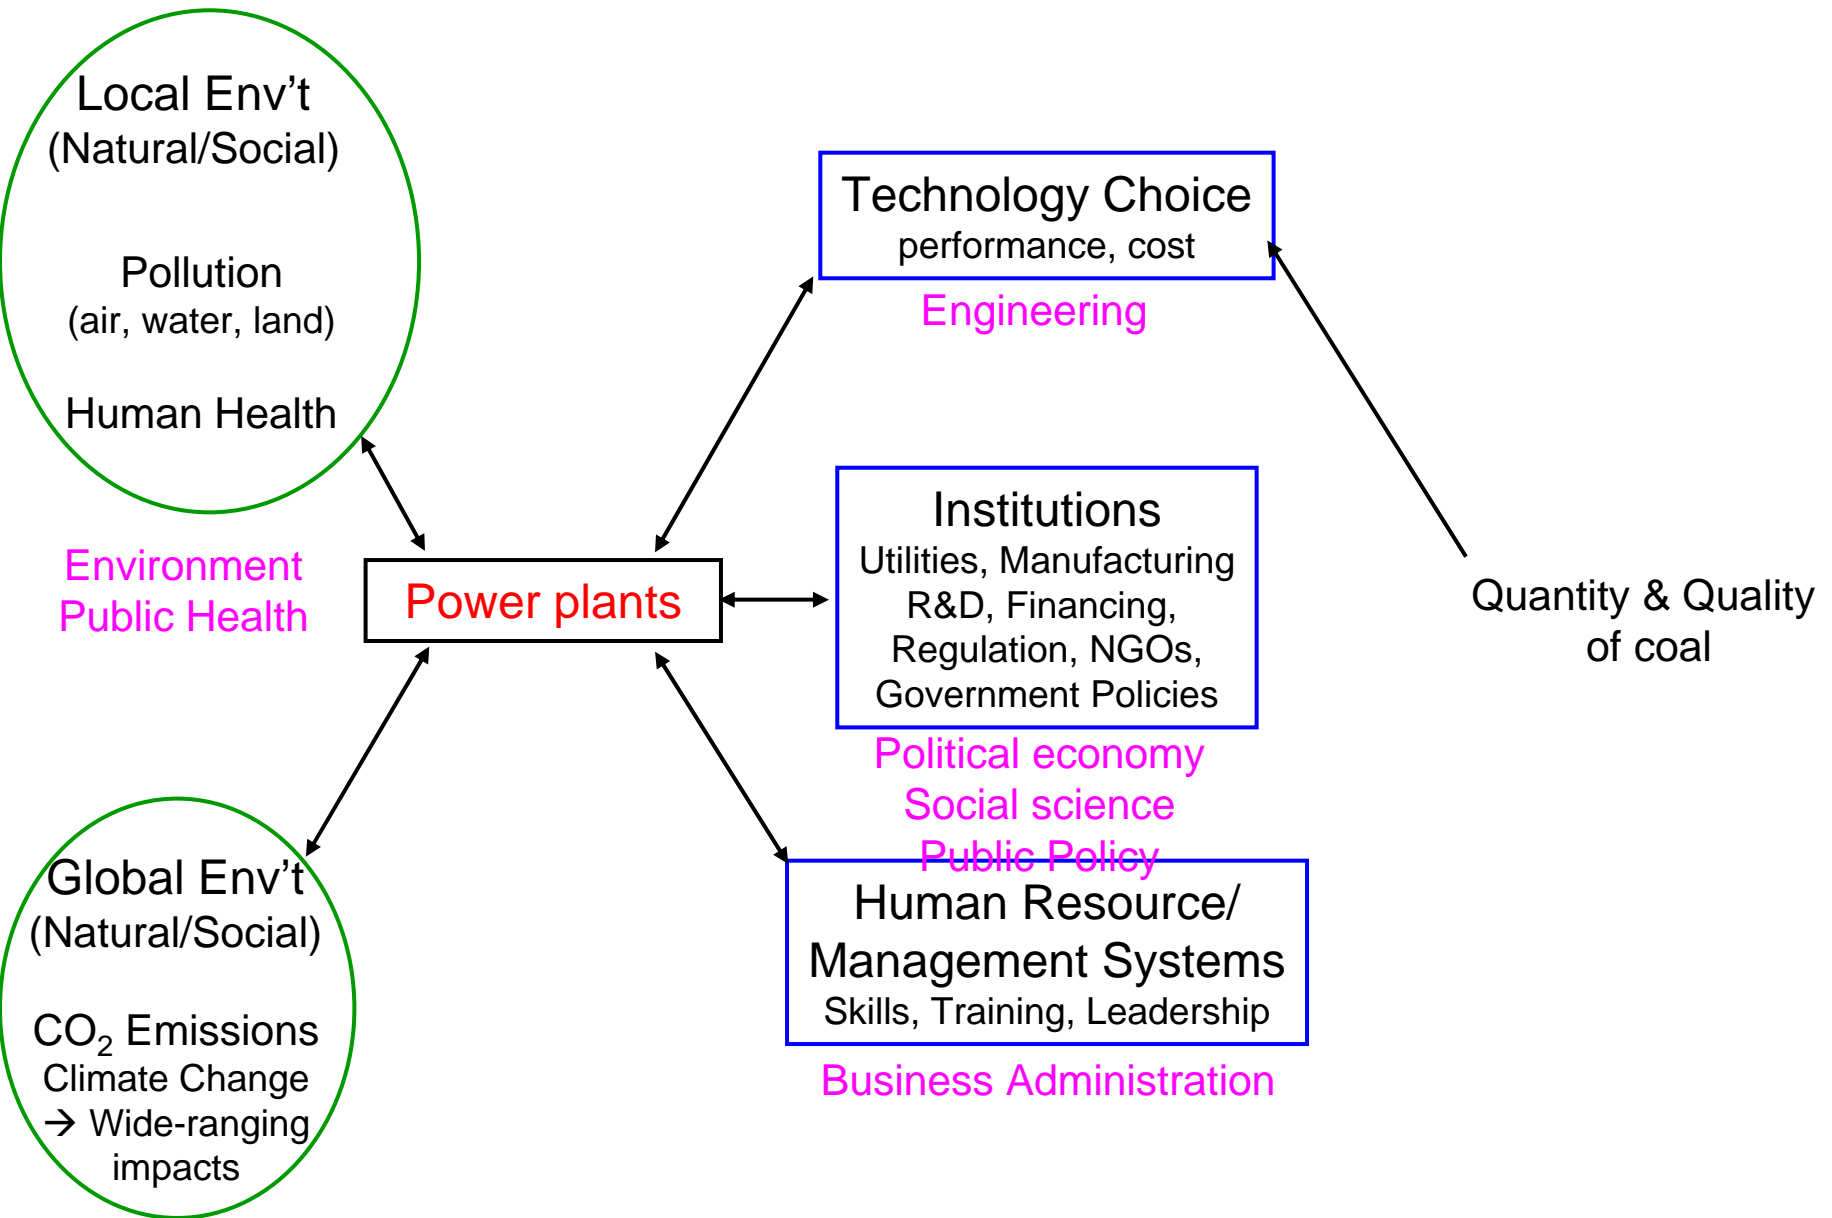 Local Env’t
(Natural/Social)
Pollution
(air, water, land)
Human Health
Environment
Public Health
Power plants
Global Env’t
(Natural/Social)
CO₂ Emissions
Climate Change
→ Wide-ranging
impacts
Technology Choice
performance, cost
Engineering
Institutions
Utilities, Manufacturing
R&D, Financing,
Regulation, NGOs,
Government Policies
Political economy
Social science
Public Policy
Human Resource/
Management Systems
Skills, Training, Leadership
Business Administration
Quantity & Quality
of coal